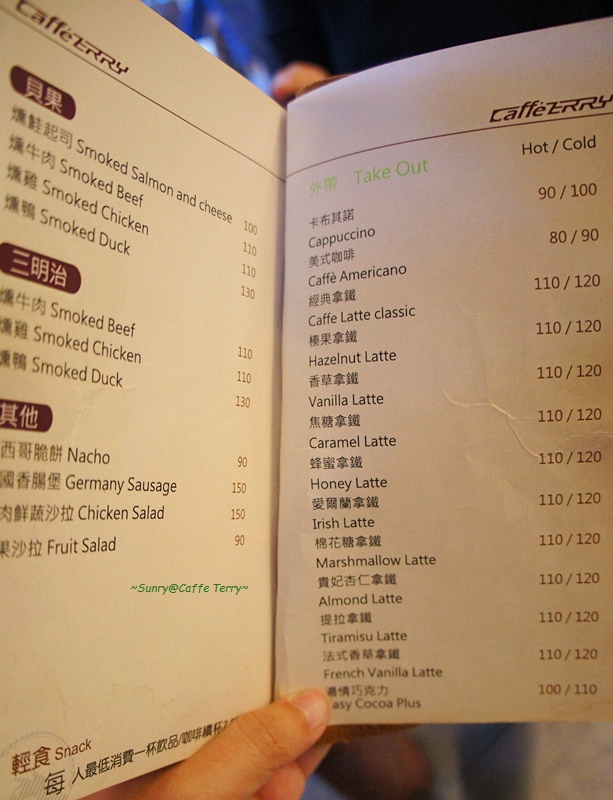 CaffèTERRY
貝果
燻鮭起司 Smoked Salmon and cheese 100
燻牛肉 Smoked Beef 110
燻雞 Smoked Chicken 110
燻鴨 Smoked Duck 130
三明治
燻牛肉 Smoked Beef 110
燻雞 Smoked Chicken 110
燻鴨 Smoked Duck 130
其他
西哥脆餅 Nacho 90
國香腸堡 Germany Sausage 150
肉鮮蔬沙拉 Chicken Salad 150
果沙拉 Fruit Salad 90
~Sunry@Caffe Terry~
輕食 Snack
每人最低消費一杯飲品/咖啡續杯
CaffèTERRY
外帶 Take Out Hot / Cold
卡布其諾 90 / 100
Cappuccino
美式咖啡 80 / 90
Caffè Americano
經典拿鐵 110 / 120
Caffe Latte classic
榛果拿鐵 110 / 120
Hazelnut Latte
香草拿鐵 110 / 120
Vanilla Latte
焦糖拿鐵 110 / 120
Caramel Latte
蜂蜜拿鐵 110 / 120
Honey Latte
愛爾蘭拿鐵 110 / 120
Irish Latte
棉花糖拿鐵 110 / 120
Marshmallow Latte
貴妃杏仁拿鐵 110 / 120
Almond Latte
提拉拿鐵 110 / 120
Tiramisu Latte
法式香草拿鐵 110 / 120
French Vanilla Latte
濃情巧克力 100 / 110
Easy Cocoa Plus